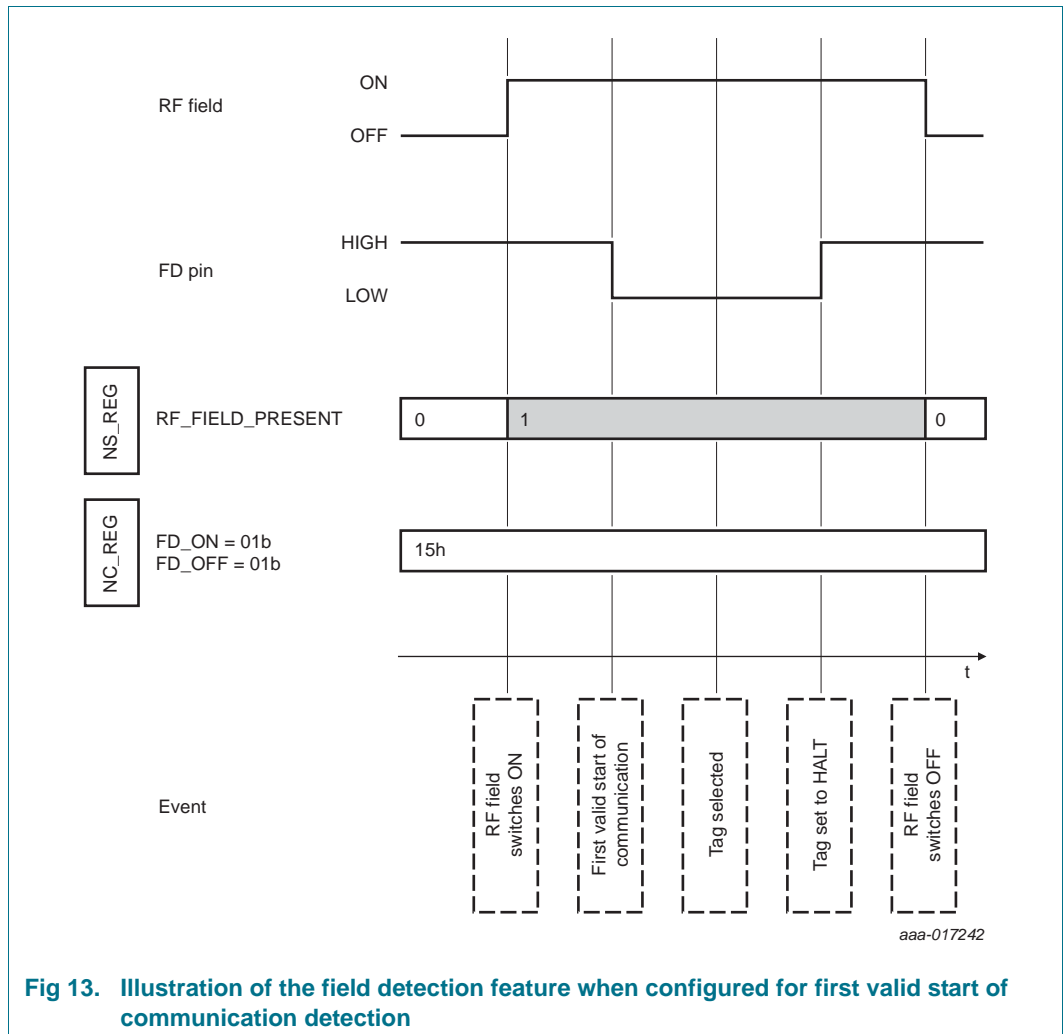 ON
RF field
OFF
HIGH
FD pin
LOW
NS_REG
RF_FIELD_PRESENT
0
1
0
NC_REG
FD_ON = 01b
FD_OFF = 01b
15h
t
Event
RF field
switches ON
First valid start of
communication
Tag selected
Tag set to HALT
RF field
switches OFF
aaa-017242
Fig 13. Illustration of the field detection feature when configured for first valid start of
communication detection